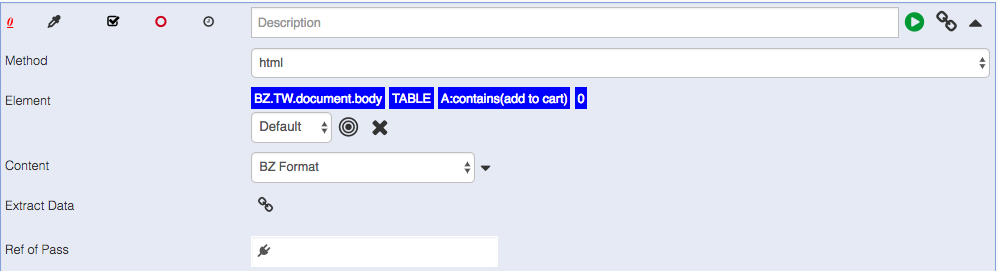 0 Description
Method html
Element BZ.TW.document.body TABLE A:contains(add to cart) 0
Default
Content BZ Format
Extract Data
Ref of Pass